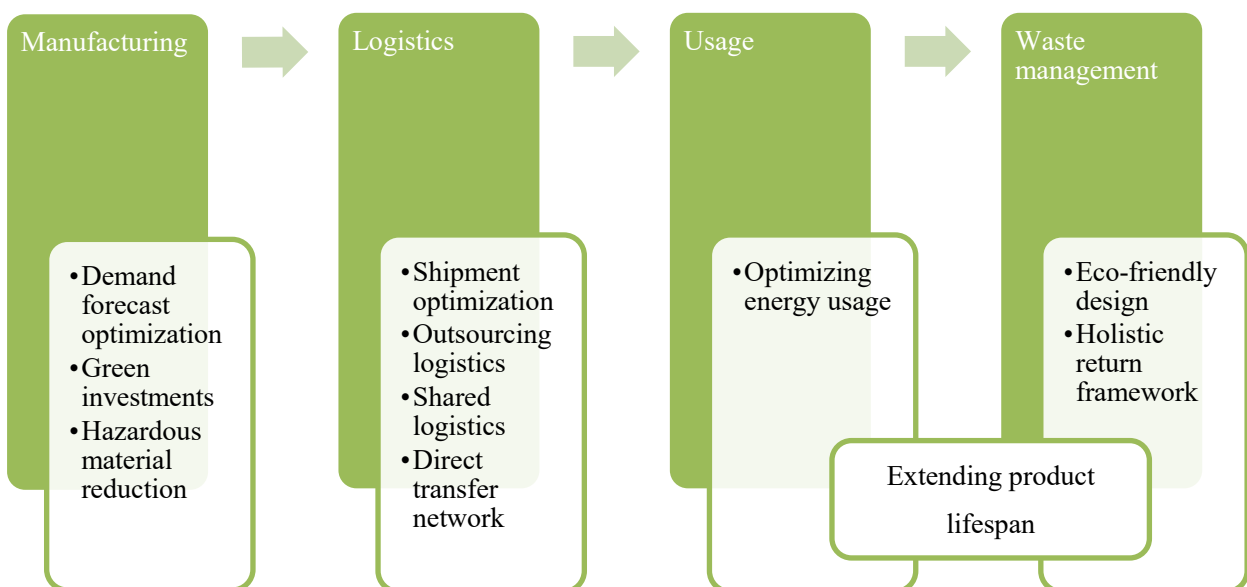 Manufacturing
Logistics
Usage
Waste
management
•Demand
forecast
optimization
•Green
investments
•Hazardous
material
reduction
•Shipment
optimization
•Outsourcing
logistics
•Shared
logistics
•Direct
transfer
network
•Optimizing
energy usage
•Eco-friendly
design
•Holistic
return
framework
Extending product
lifespan